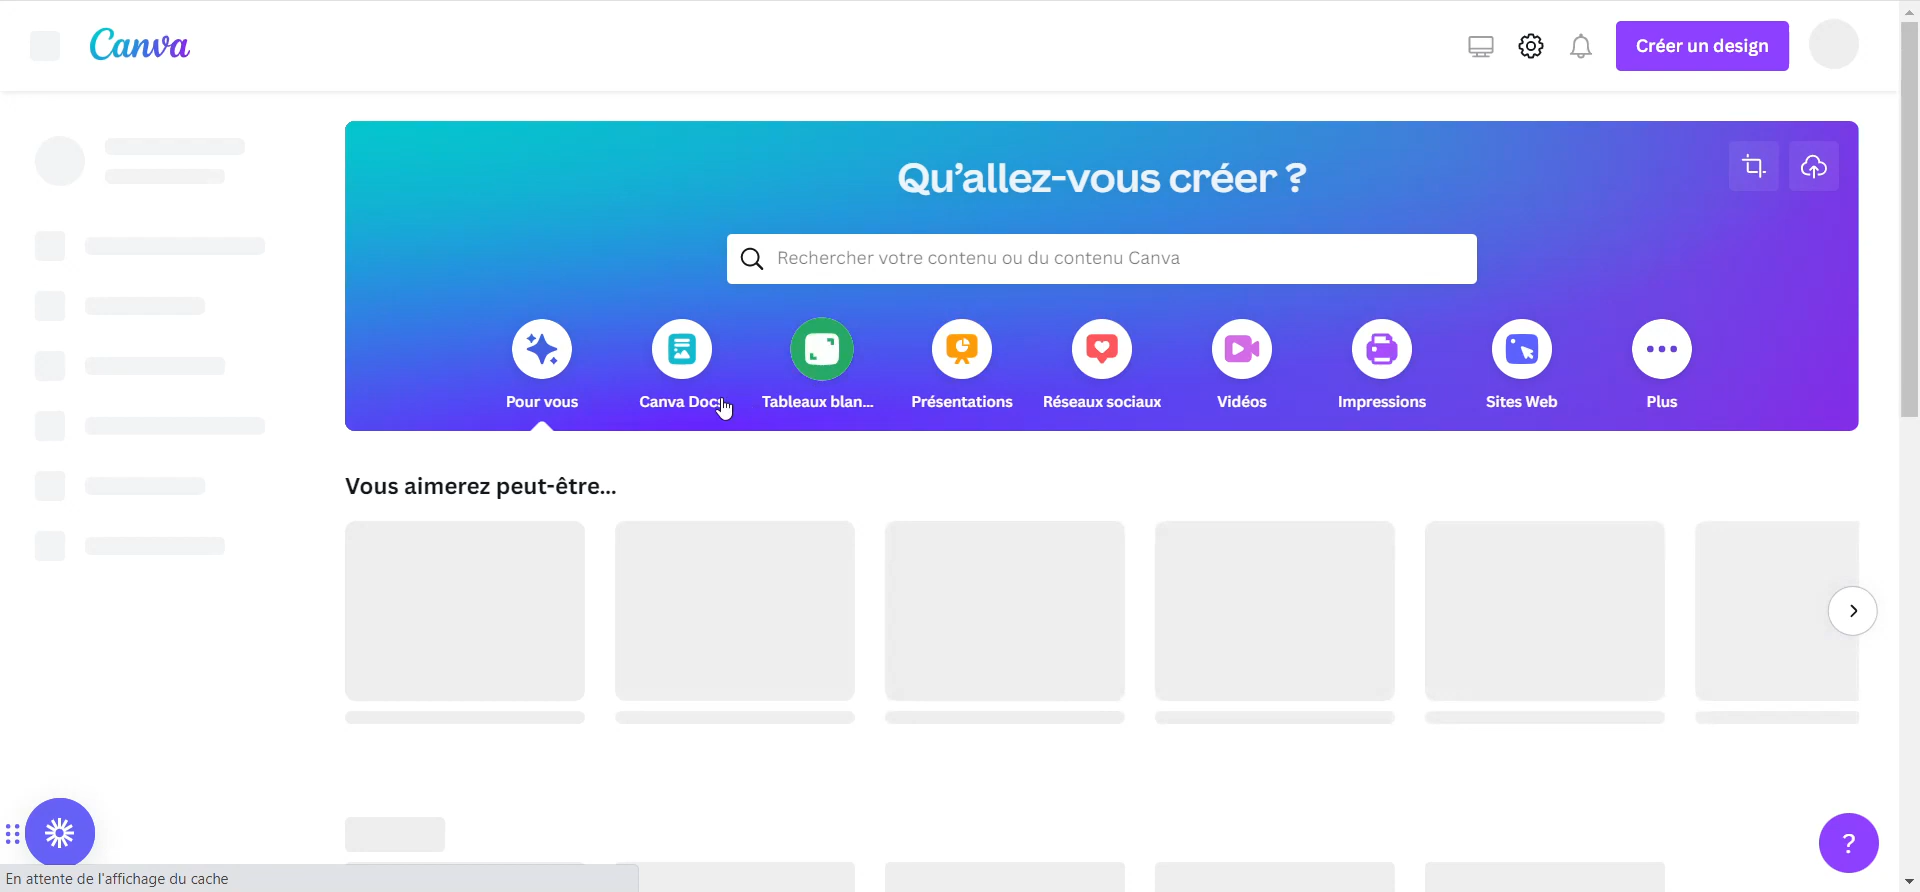 Canva
Créer un design
Qu’allez-vous créer ?
Rechercher votre contenu ou du contenu Canva
Pour vous
Canva Docs
Tableaux blan...
Présentations
Réseaux sociaux
Vidéos
Impressions
Sites Web
Plus
Vous aimerez peut-être...
?
En attente de l'affichage du cache